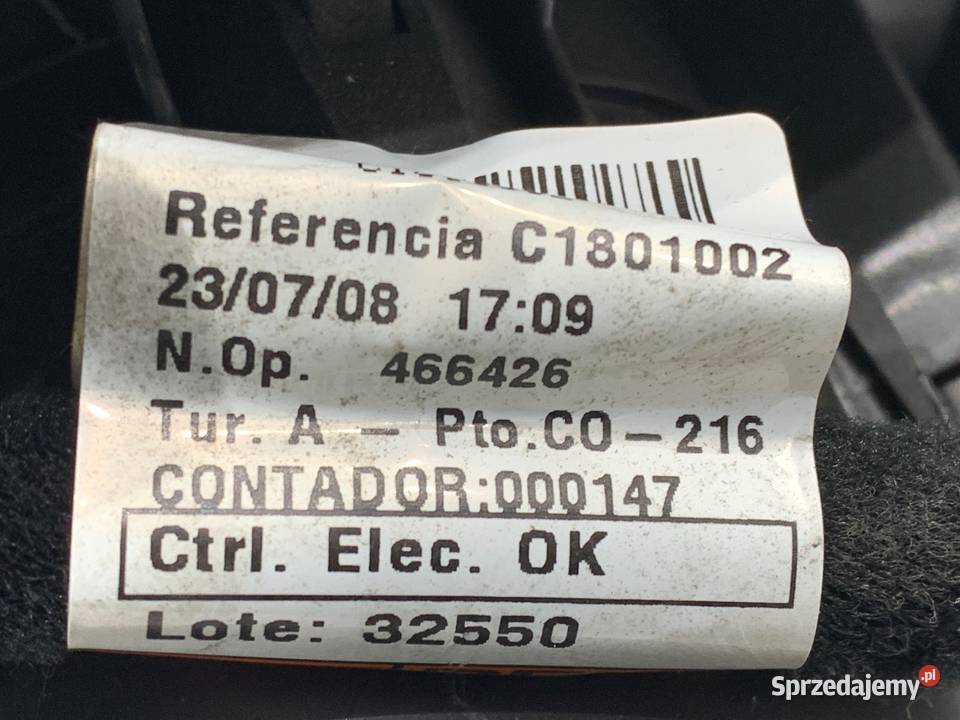 Referencia C1801002
23/07/08 17:09
N.Op. 466426
Tur. A – Pto.CO – 216
CONTADOR:000147
Ctrl. Elec. OK
Lote: 32550
Sprzedajemy.pl